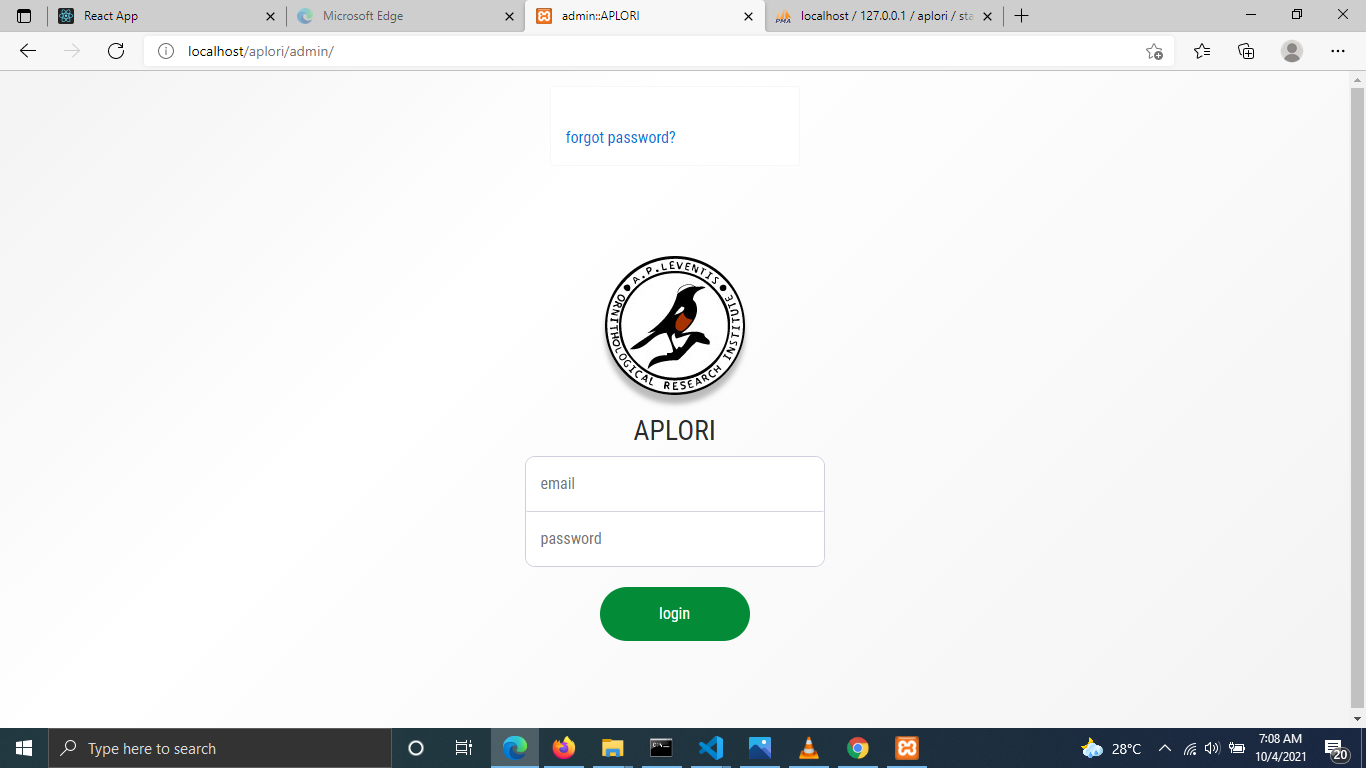 React App
Microsoft Edge
admin::APLORI
localhost / 127.0.0.1 / aplori / sta
localhost/aplori/admin/
forgot password?
A.P.LEVENTIS
ORNITHOLOGICAL RESEARCH INSTITUTE
APLORI
email
password
login
Type here to search
28°C
7:08 AM
10/4/2021
20
PMA
C:\.